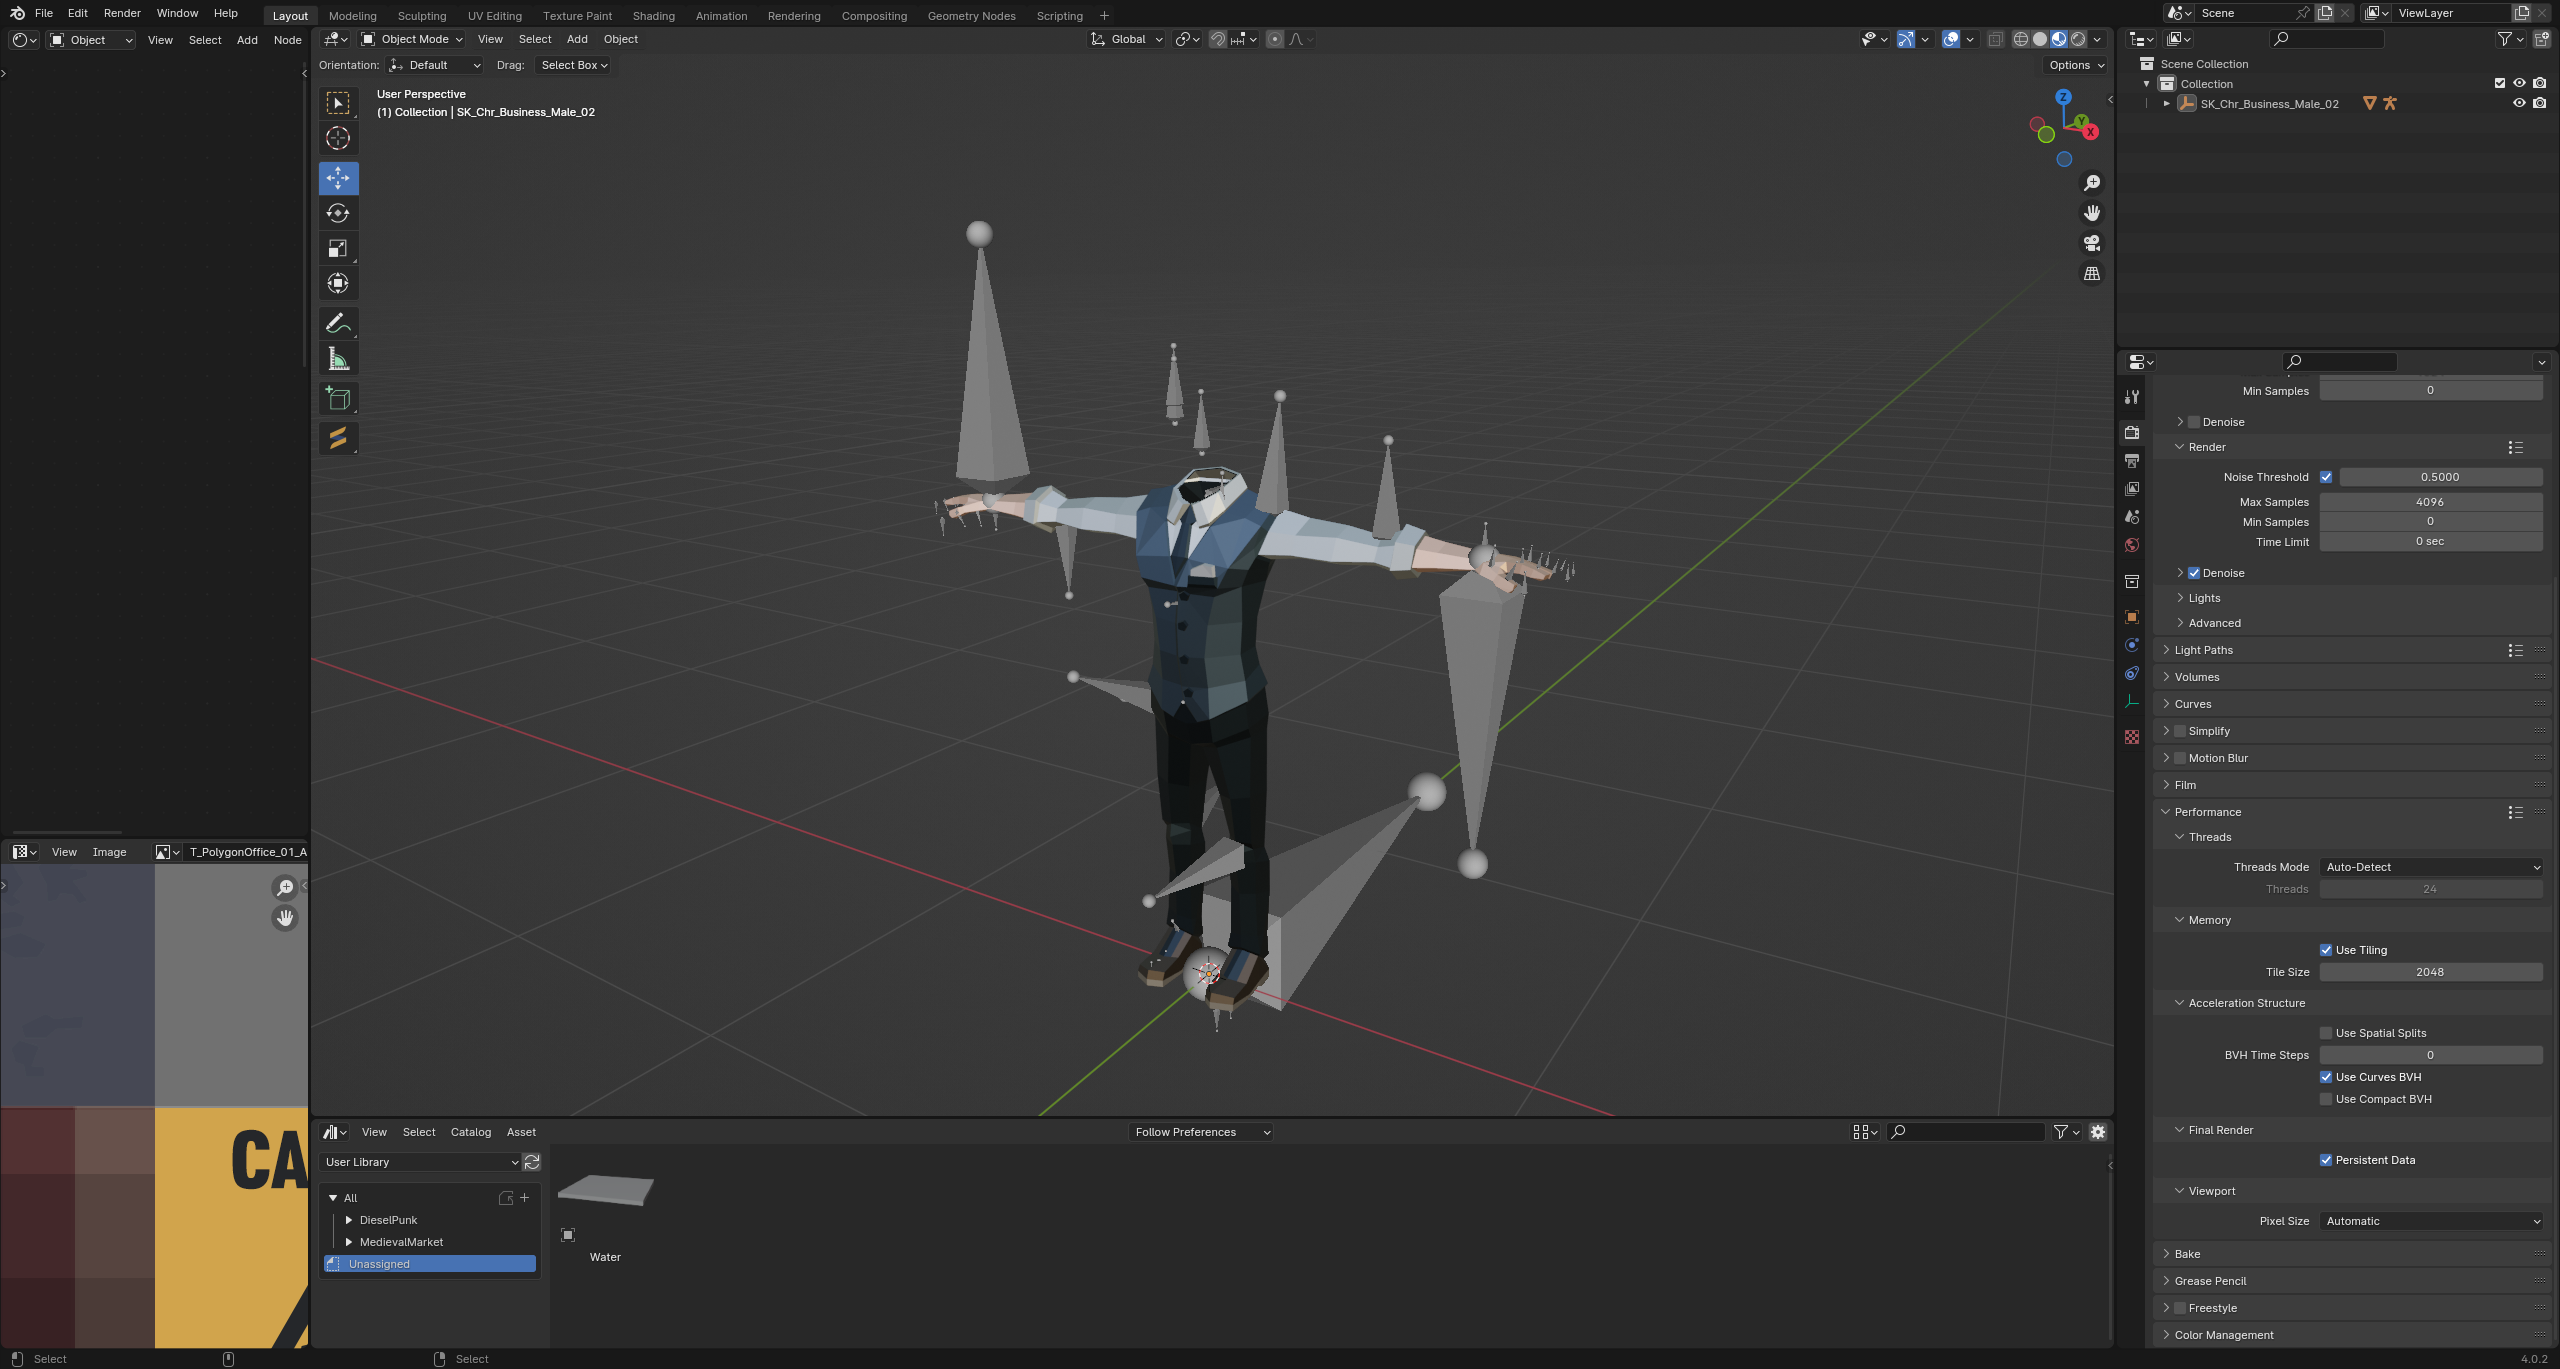 File Edit Render Window Help
Layout Modeling Sculpting UV Editing Texture Paint Shading Animation Rendering Compositing Geometry Nodes Scripting
Scene
ViewLayer
Object View Select Add Node
Object Mode View Select Add Object
Global
Orientation: Default Drag: Select Box
Options
User Perspective
(1) Collection | SK_Chr_Business_Male_02
Z
Y
X
Scene Collection
Collection
SK_Chr_Business_Male_02
Min Samples 0
Denoise
Render
Noise Threshold 0.5000
Max Samples 4096
Min Samples 0
Time Limit 0 sec
Denoise
Lights
Advanced
Light Paths
Volumes
Curves
Simplify
Motion Blur
Film
Performance
Threads
Threads Mode Auto-Detect
Threads 24
Memory
Use Tiling
Tile Size 2048
Acceleration Structure
Use Spatial Splits
BVH Time Steps 0
Use Curves BVH
Use Compact BVH
Final Render
Persistent Data
Viewport
Pixel Size Automatic
Bake
Grease Pencil
Freestyle
Color Management
View Image T_PolygonOffice_01_A
CA
View Select Catalog Asset
Follow Preferences
User Library
All
DieselPunk
MedievalMarket
Unassigned
Water
Select
Select
4.0.2